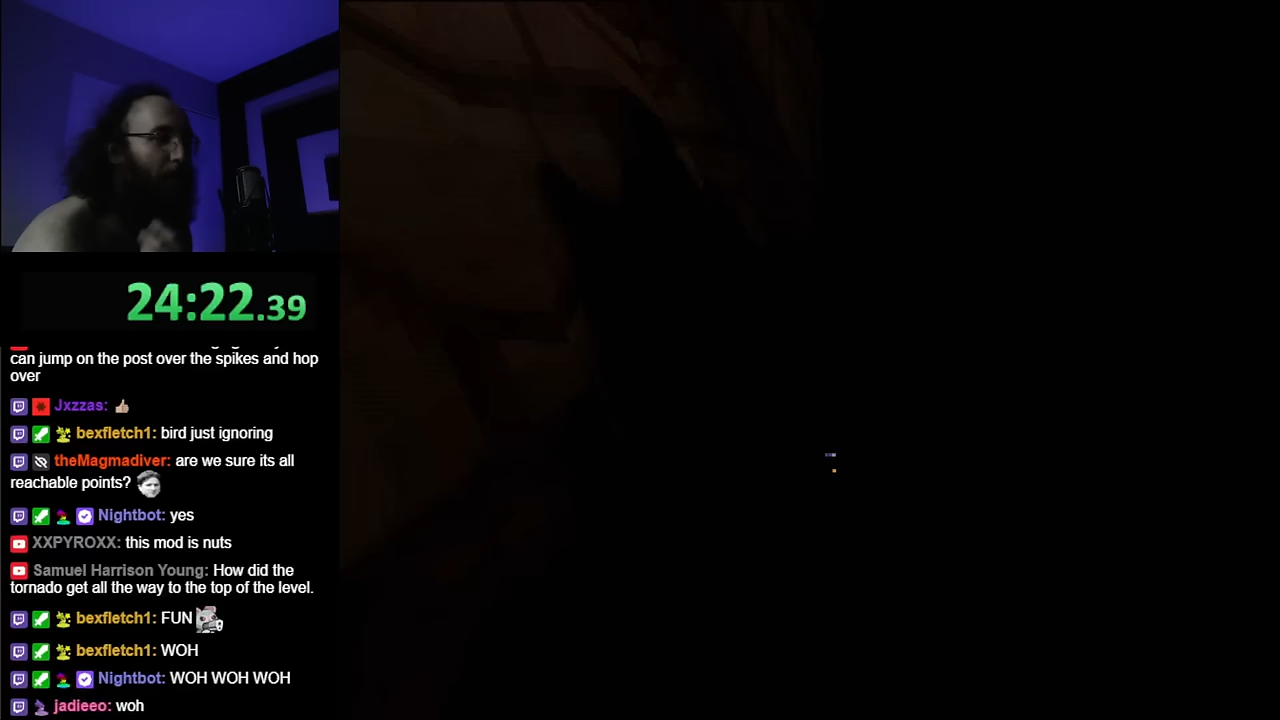 24:22.39
can jump on the post over the spikes and hop
over
Jxzzas:
bexfletch1: bird just ignoring
theMagmadiver: are we sure its all
reachable points?
Nightbot: yes
XXPYROXX: this mod is nuts
Samuel Harrison Young: How did the
tornado get all the way to the top of the level.
bexfletch1: FUN
bexfletch1: WOH
Nightbot: WOH WOH WOH
jadieeo: woh